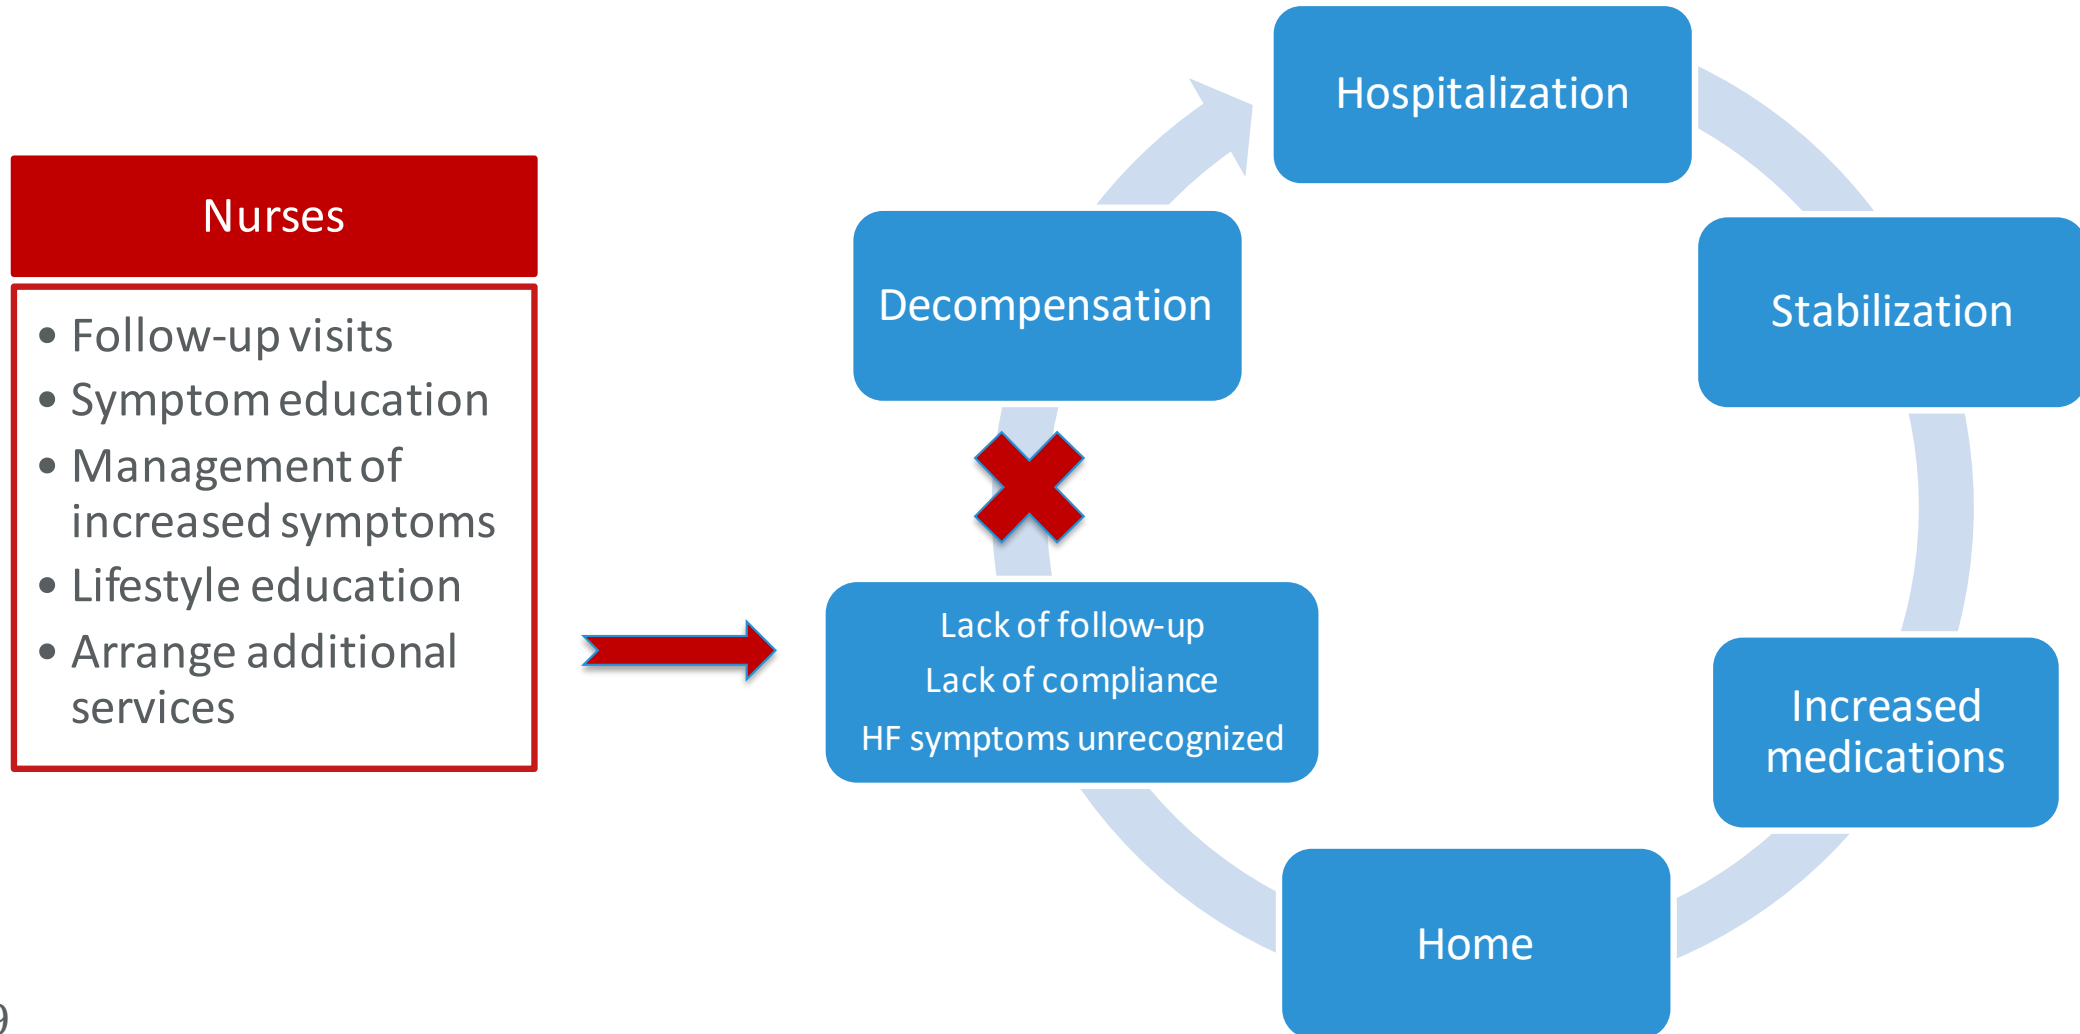 Nurses
• Follow-up visits
• Symptom education
• Management of
increased symptoms
• Lifestyle education
• Arrange additional
services
Hospitalization
Stabilization
Increased
medications
Home
Lack of follow-up
Lack of compliance
HF symptoms unrecognized
Decompensation
9